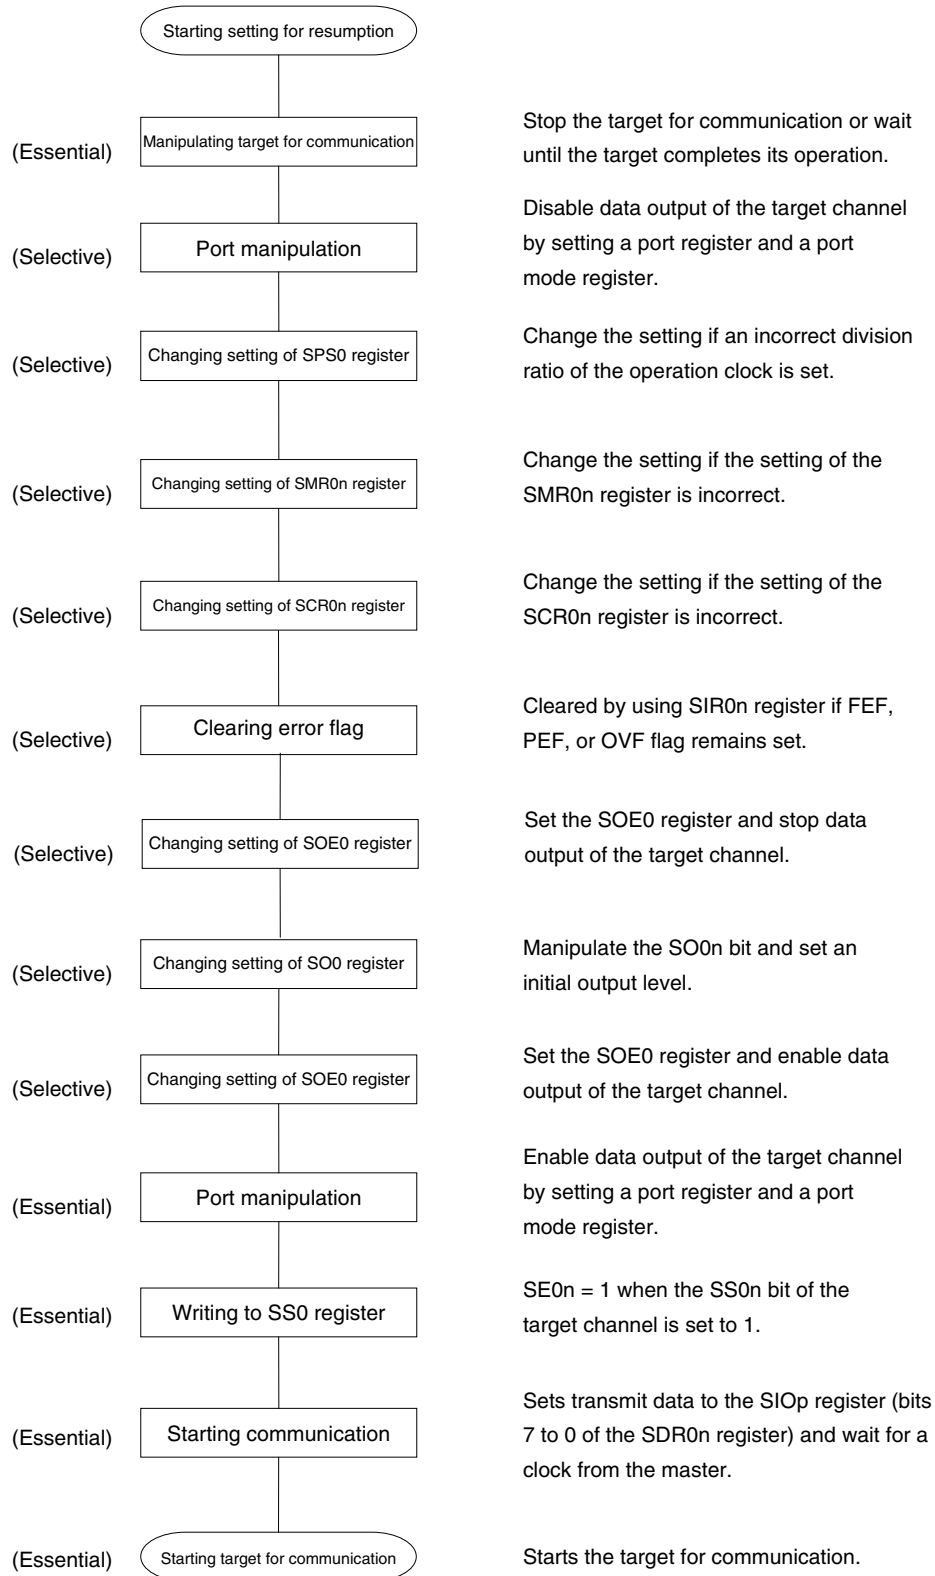 Starting setting for resumption
(Essential)
Manipulating target for communication
Stop the target for communication or wait
until the target completes its operation.
(Selective)
Port manipulation
Disable data output of the target channel
by setting a port register and a port
mode register.
(Selective)
Changing setting of SPS0 register
Change the setting if an incorrect division
ratio of the operation clock is set.
(Selective)
Changing setting of SMR0n register
Change the setting if the setting of the
SMR0n register is incorrect.
(Selective)
Changing setting of SCR0n register
Change the setting if the setting of the
SCR0n register is incorrect.
(Selective)
Clearing error flag
Cleared by using SIR0n register if FEF,
PEF, or OVF flag remains set.
(Selective)
Changing setting of SOE0 register
Set the SOE0 register and stop data
output of the target channel.
(Selective)
Changing setting of SO0 register
Manipulate the SO0n bit and set an
initial output level.
(Selective)
Changing setting of SOE0 register
Set the SOE0 register and enable data
output of the target channel.
(Essential)
Port manipulation
Enable data output of the target channel
by setting a port register and a port
mode register.
(Essential)
Writing to SS0 register
SE0n = 1 when the SS0n bit of the
target channel is set to 1.
(Essential)
Starting communication
Sets transmit data to the SIOp register (bits
7 to 0 of the SDR0n register) and wait for a
clock from the master.
(Essential)
Starting target for communication
Starts the target for communication.